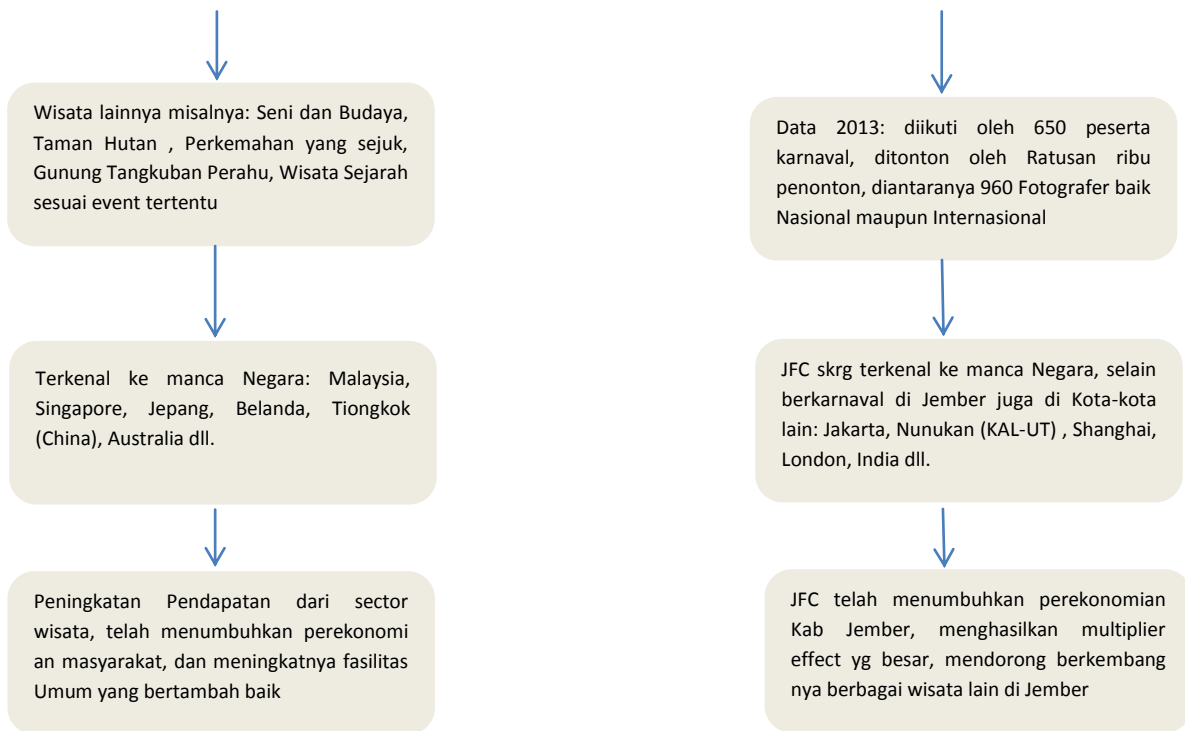 Wisata lainnya misalnya: Seni dan Budaya,
Taman Hutan , Perkemahan yang sejuk,
Gunung Tangkuban Perahu, Wisata Sejarah
sesuai event tertentu
Terkenal ke manca Negara: Malaysia,
Singapore, Jepang, Belanda, Tiongkok
(China), Australia dll.
Peningkatan Pendapatan dari sector
wisata, telah menumbuhkan perekonomi
an masyarakat, dan meningkatnya fasilitas
Umum yang bertambah baik
Data 2013: diikuti oleh 650 peserta
karnaval, ditonton oleh Ratusan ribu
penonton, diantaranya 960 Fotografer baik
Nasional maupun Internasional
JFC skrg terkenal ke manca Negara, selain
berkarnaval di Jember juga di Kota-kota
lain: Jakarta, Nunukan (KAL-UT) , Shanghai,
London, India dll.
JFC telah menumbuhkan perekonomian
Kab Jember, menghasilkan multiplier
effect yg besar, mendorong berkembang
nya berbagai wisata lain di Jember